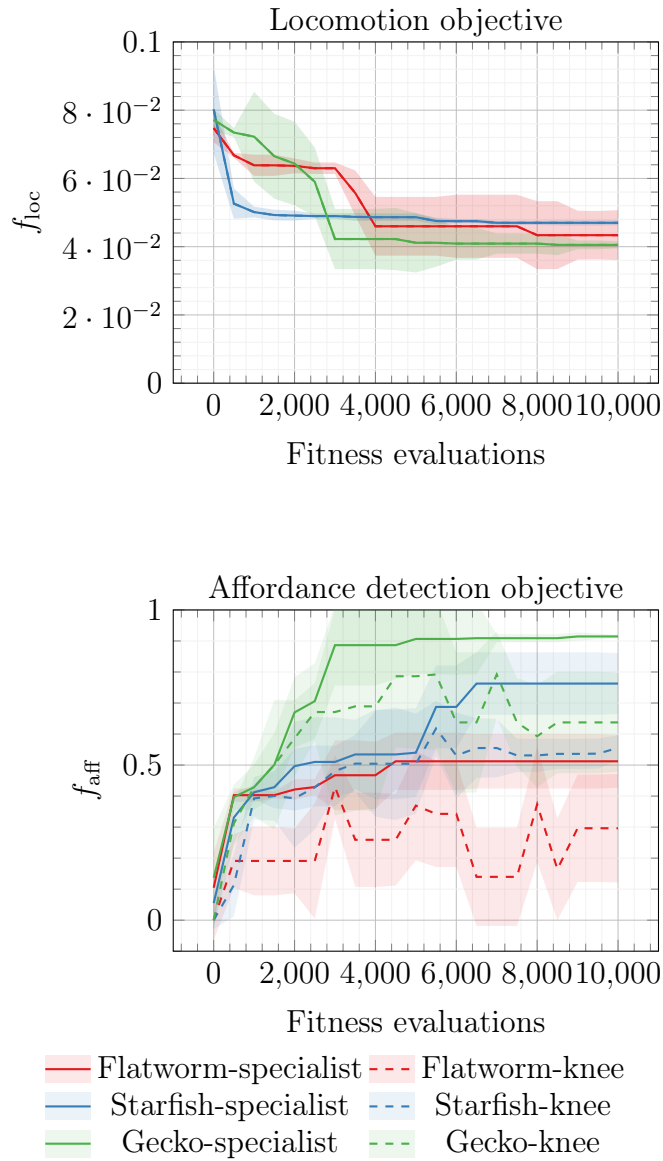 Locomotion objective
0.1
8 · 10⁻²
6 · 10⁻²
4 · 10⁻²
2 · 10⁻²
0
f_loc
0 2,000 4,000 6,000 8,000 10,000
Fitness evaluations
Affordance detection objective
1
0.5
0
f_aff
0 2,000 4,000 6,000 8,000 10,000
Fitness evaluations
Flatworm-specialist Flatworm-knee
Starfish-specialist Starfish-knee
Gecko-specialist Gecko-knee